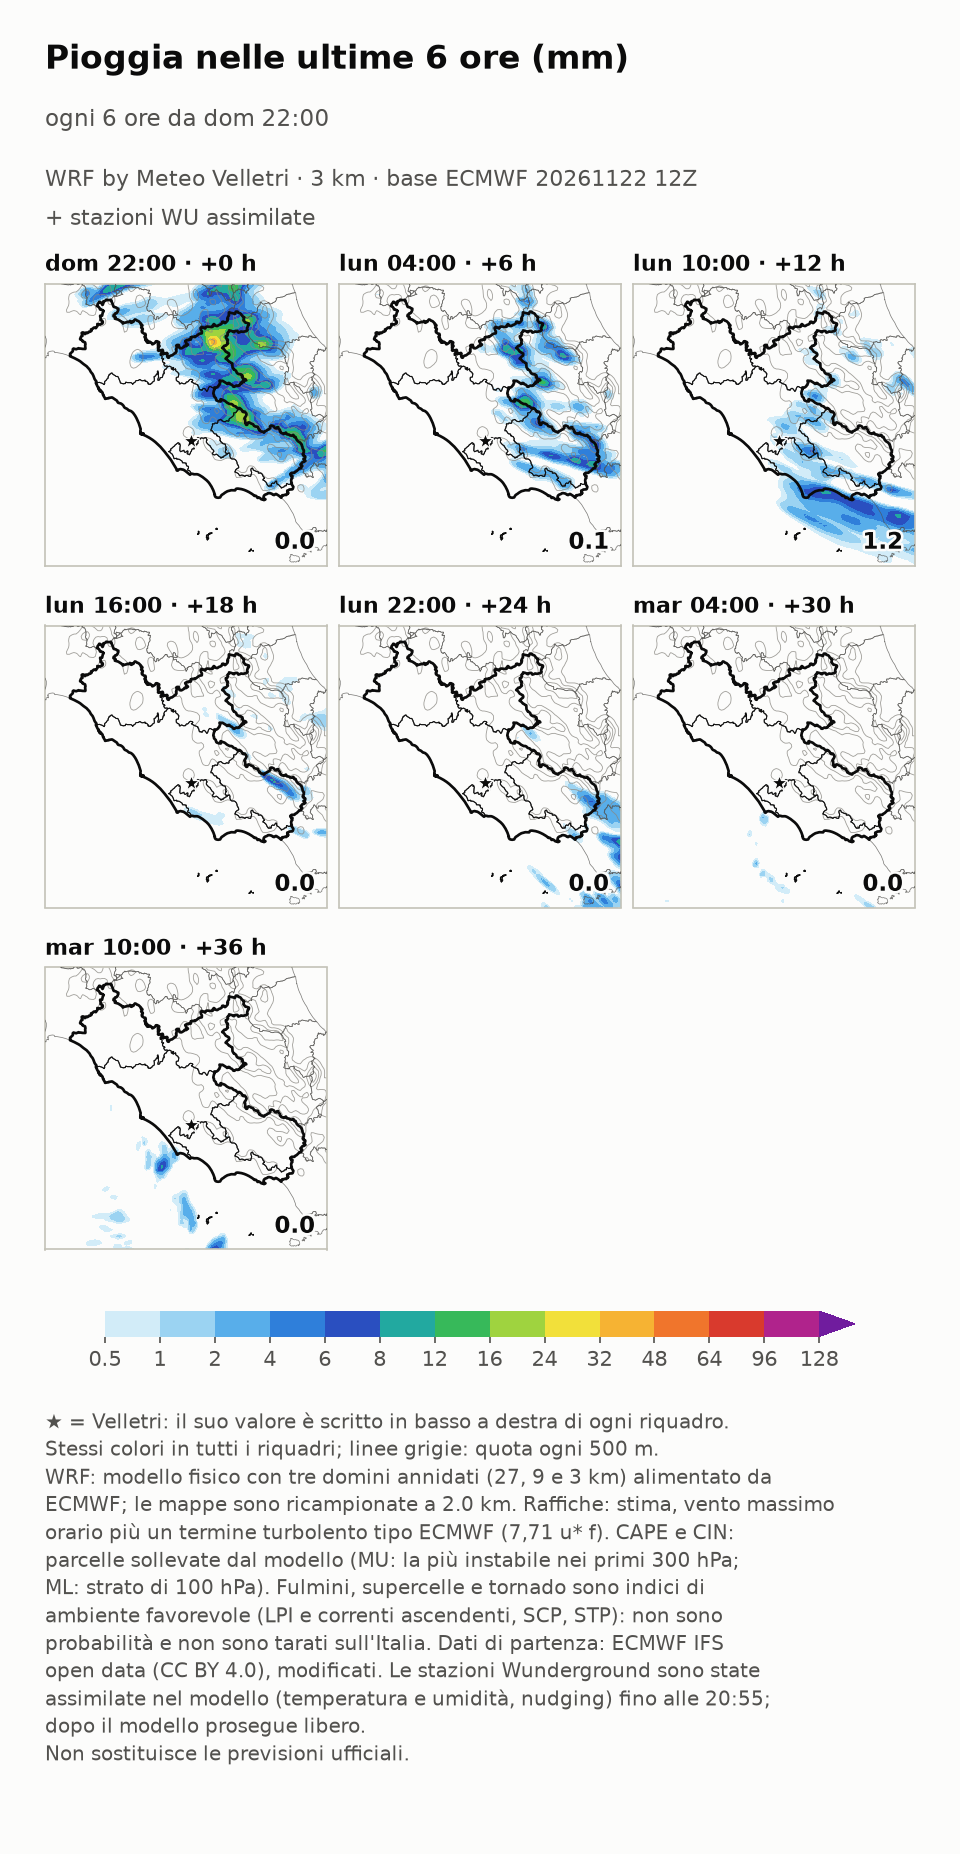 Pioggia nelle ultime 6 ore (mm)
ogni 6 ore da dom 22:00
WRF by Meteo Velletri · 3 km · base ECMWF 20261122 12Z
+ stazioni WU assimilate
dom 22:00 · +0 h
lun 04:00 · +6 h
lun 10:00 · +12 h
0.0
0.1
1.2
lun 16:00 · +18 h
lun 22:00 · +24 h
mar 04:00 · +30 h
0.0
0.0
0.0
mar 10:00 · +36 h
0.0
0.5 1 2 4 6 8 12 16 24 32 48 64 96 128
★ = Velletri: il suo valore è scritto in basso a destra di ogni riquadro.
Stessi colori in tutti i riquadri; linee grigie: quota ogni 500 m.
WRF: modello fisico con tre domini annidati (27, 9 e 3 km) alimentato da
ECMWF; le mappe sono ricampionate a 2.0 km. Raffiche: stima, vento massimo
orario più un termine turbolento tipo ECMWF (7,71 u* f). CAPE e CIN:
parcelle sollevate dal modello (MU: la più instabile nei primi 300 hPa;
ML: strato di 100 hPa). Fulmini, supercelle e tornado sono indici di
ambiente favorevole (LPI e correnti ascendenti, SCP, STP): non sono
probabilità e non sono tarati sull'Italia. Dati di partenza: ECMWF IFS
open data (CC BY 4.0), modificati. Le stazioni Wunderground sono state
assimilate nel modello (temperatura e umidità, nudging) fino alle 20:55;
dopo il modello prosegue libero.
Non sostituisce le previsioni ufficiali.